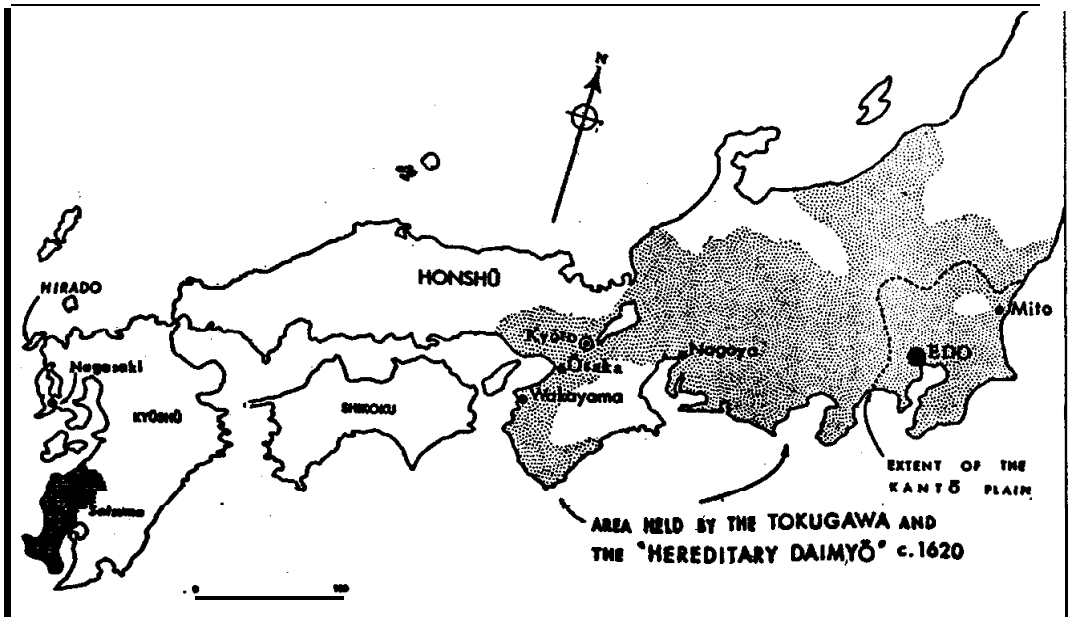 N
HIRADO
HONSHŪ
Kyōto
Mito
Nagoya
EDO
Ōsaka
Nagasaki
Wakayama
KYŪSHŪ
SHIKOKU
Satsuma
EXTENT OF THE
KANTŌ PLAIN
AREA HELD BY THE TOKUGAWA AND
THE "HEREDITARY DAIMYŌ" c.1620
0